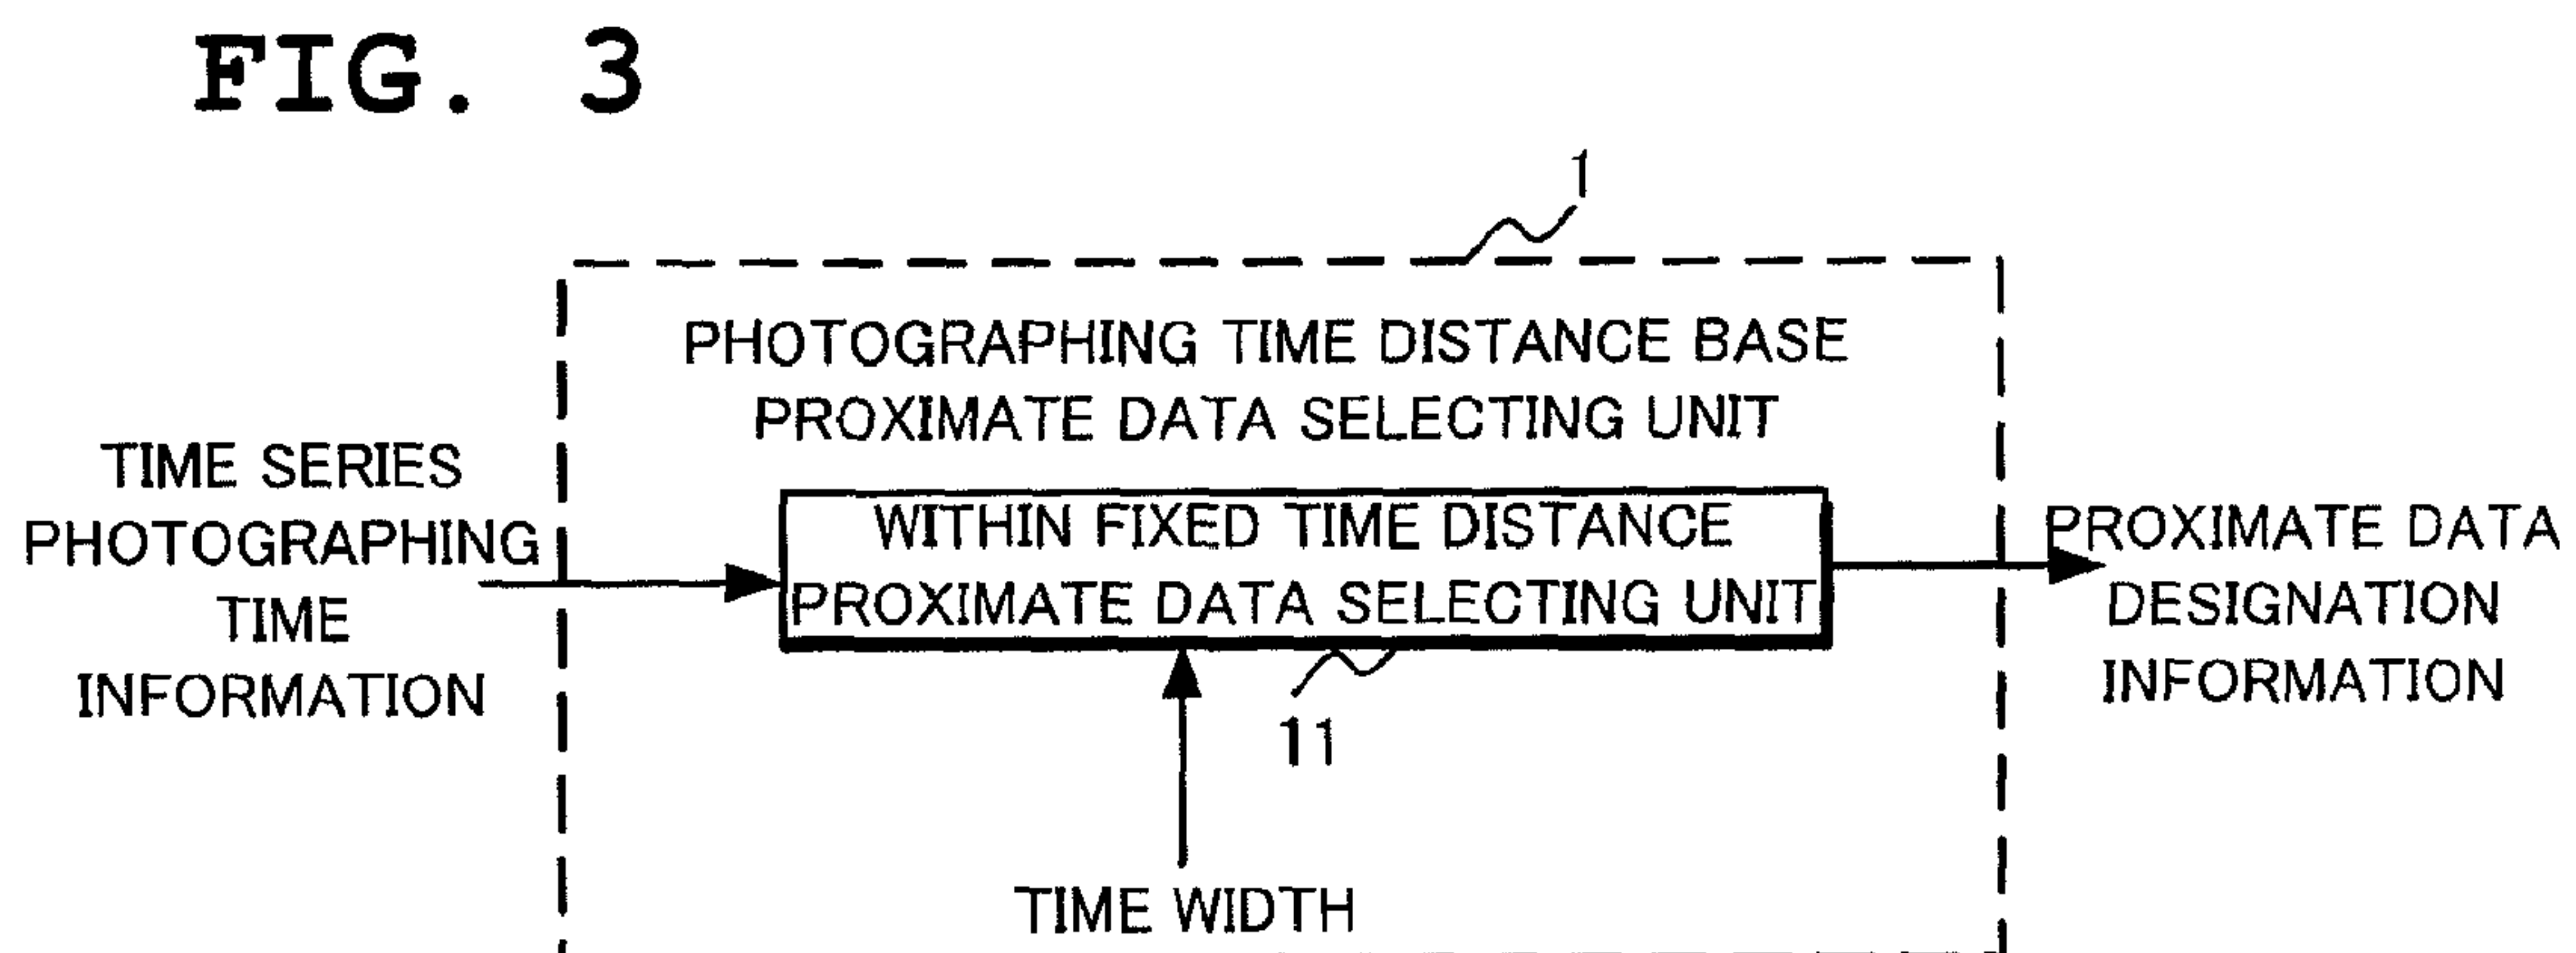 FIG. 3
1
PHOTOGRAPHING TIME DISTANCE BASE
PROXIMATE DATA SELECTING UNIT
TIME SERIES
PHOTOGRAPHING
TIME
INFORMATION
WITHIN FIXED TIME DISTANCE
PROXIMATE DATA SELECTING UNIT
11
TIME WIDTH
PROXIMATE DATA
DESIGNATION
INFORMATION